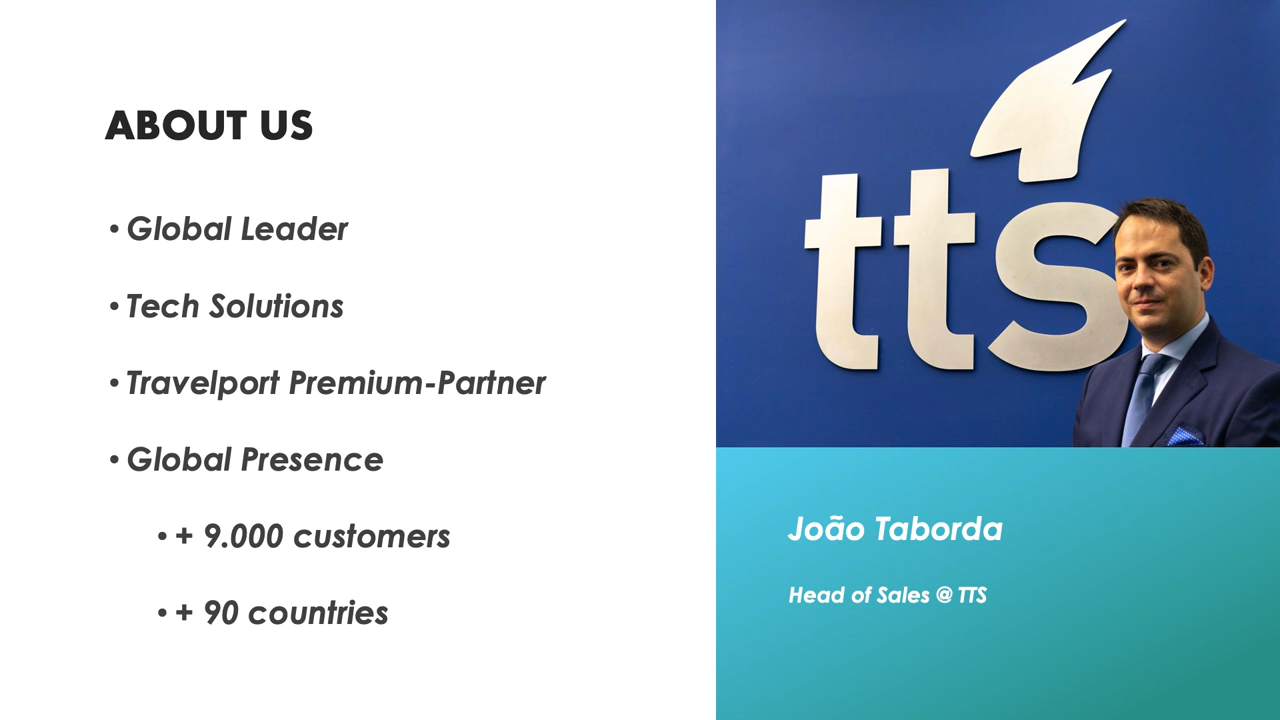 ABOUT US
• Global Leader
• Tech Solutions
• Travelport Premium-Partner
• Global Presence
• + 9.000 customers
• + 90 countries
tts
João Taborda
Head of Sales @ TTS